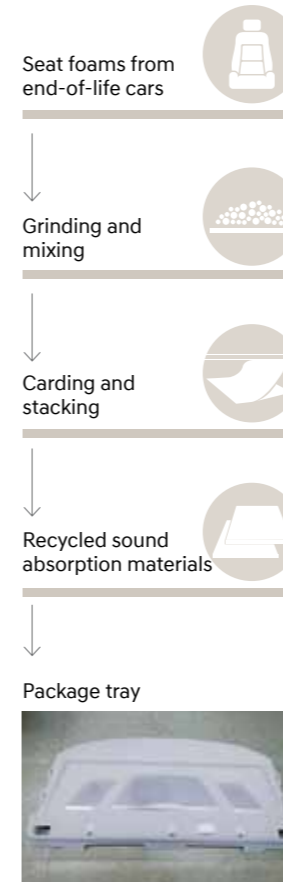 Seat foams from
end-of-life cars
Grinding and
mixing
Carding and
stacking
Recycled sound
absorption materials
Package tray